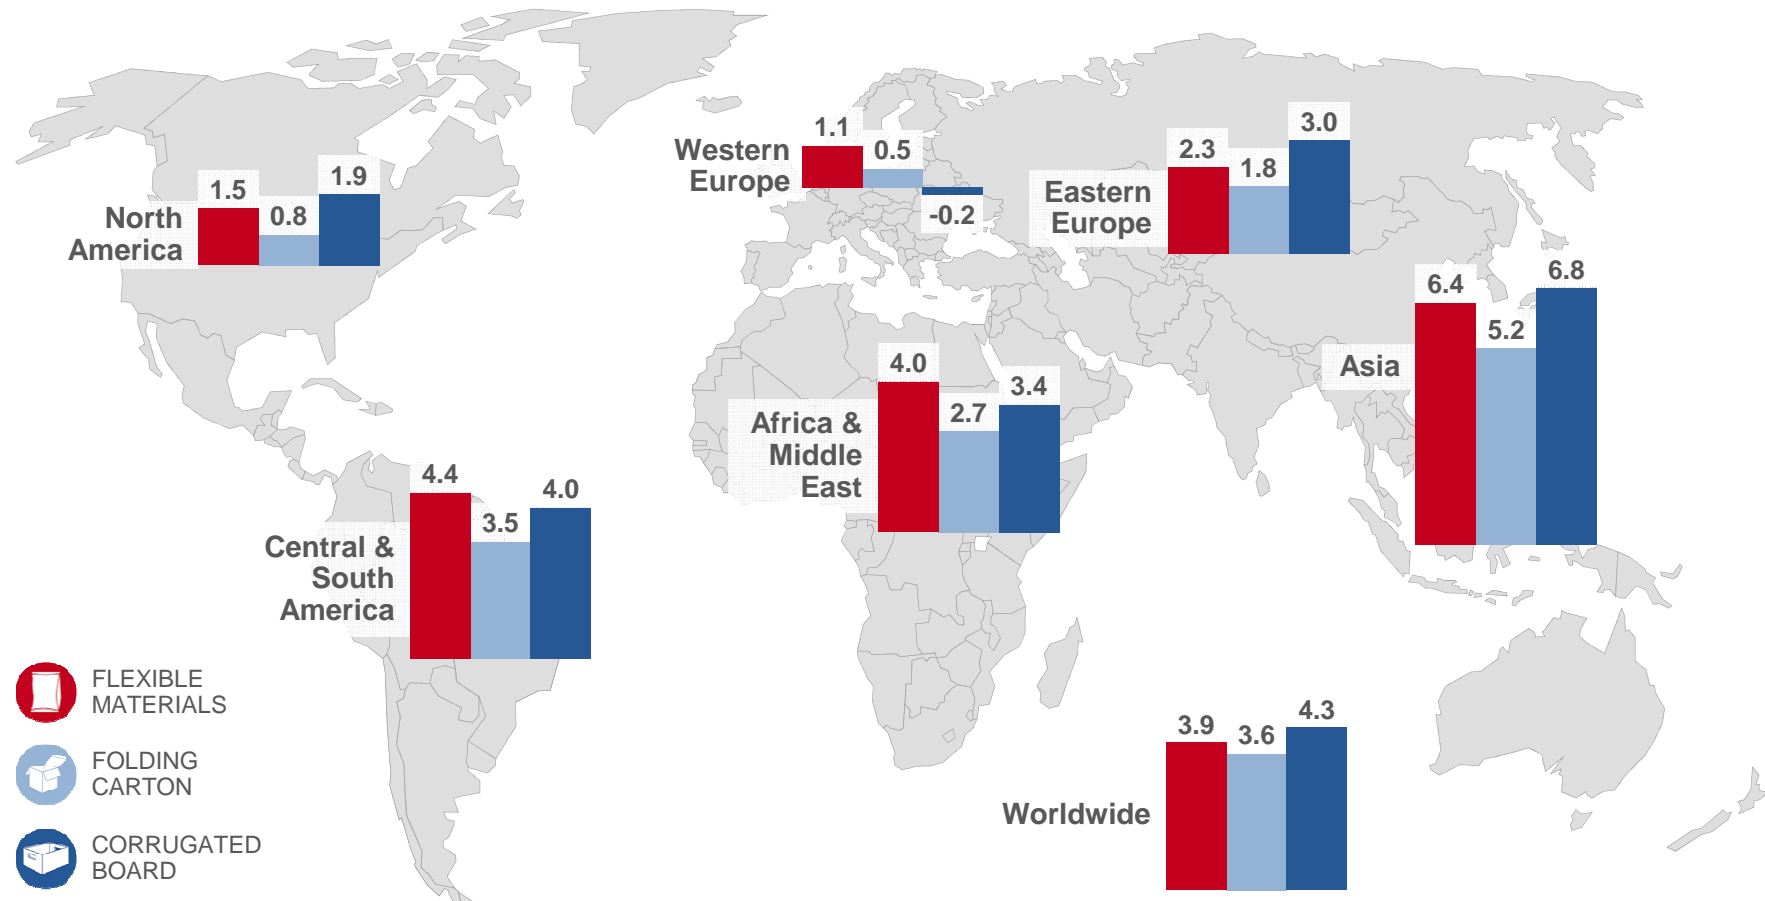 1.5
0.8
1.9
North
America
1.1
0.5
-0.2
Western
Europe
2.3
1.8
3.0
Eastern
Europe
6.4
5.2
6.8
Asia
4.0
2.7
3.4
Africa &
Middle
East
4.4
3.5
4.0
Central &
South
America
3.9
3.6
4.3
Worldwide
FLEXIBLE
MATERIALS
FOLDING
CARTON
CORRUGATED
BOARD